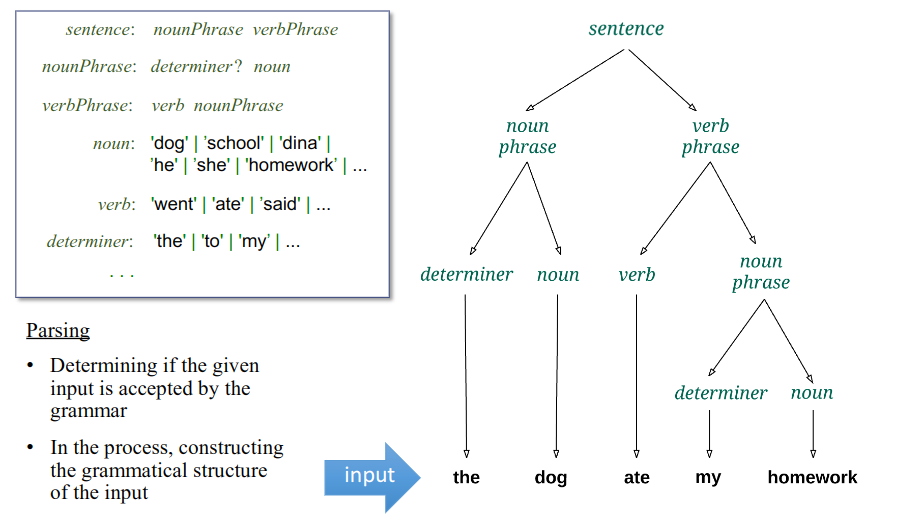 sentence: nounPhrase verbPhrase
nounPhrase: determiner? noun
verbPhrase: verb nounPhrase
noun: 'dog' | ’school’ | 'dina' |
’he’ | ’she’ | 'homework’ | ...
verb: 'went’ | 'ate’ | ’said’ | ...
determiner: 'the’ | 'to’ | 'my’ | ...
. . .
Parsing
• Determining if the given
input is accepted by the
grammar
• In the process, constructing
the grammatical structure
of the input
input
sentence
noun
phrase
verb
phrase
determiner
noun
verb
noun
phrase
determiner
noun
the dog ate my homework